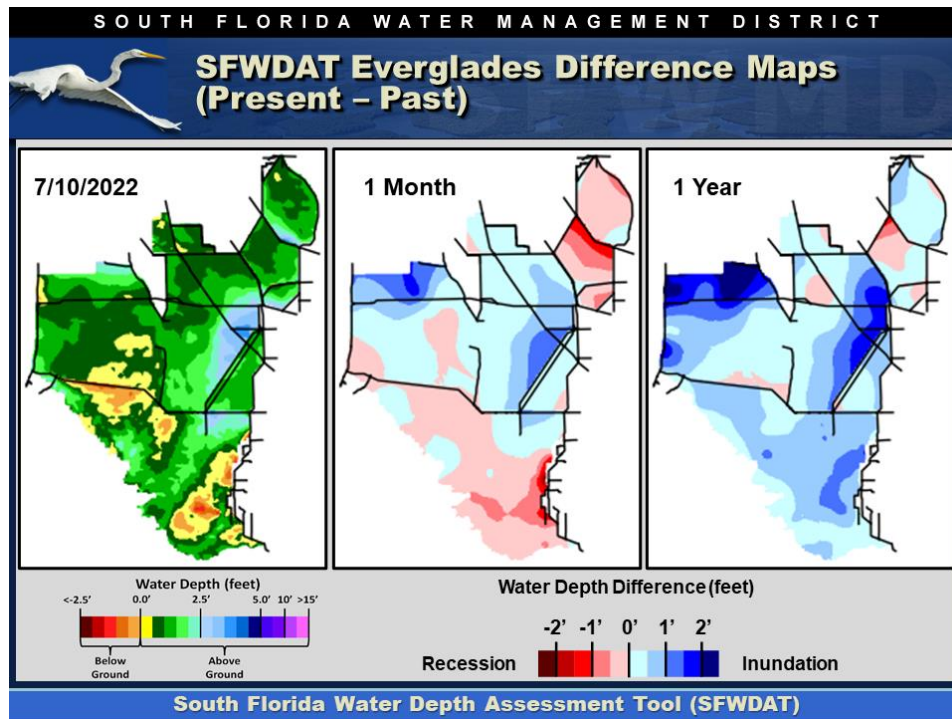 SOUTH FLORIDA WATER MANAGEMENT DISTRICT
SFWDAT Everglades Difference Maps
(Present – Past)
SFWMD
7/10/2022
1 Month
1 Year
Water Depth (feet)
<-2.5' 0.0' 2.5' 5.0' 10' >15'
Below
Ground
Above
Ground
Water Depth Difference (feet)
-2' -1' 0' 1' 2'
Recession
Inundation
South Florida Water Depth Assessment Tool (SFWDAT)